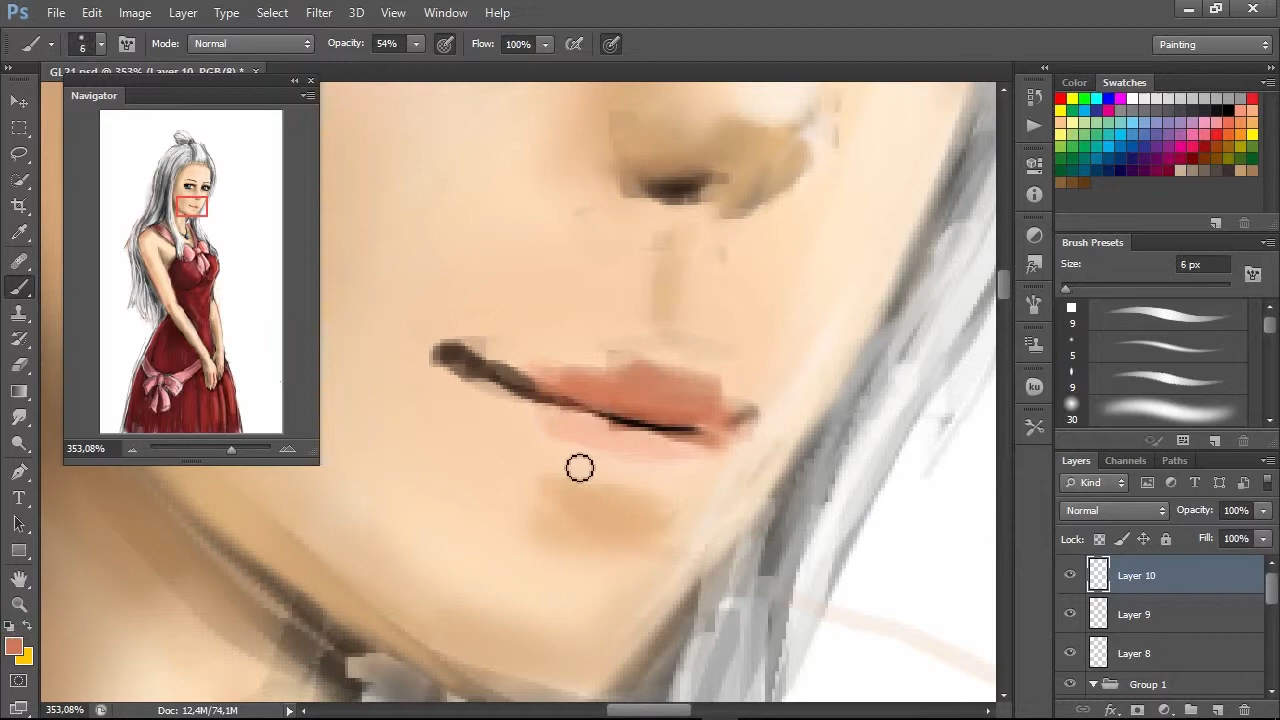 Ps File Edit Image Layer Type Select Filter 3D View Window Help
6 Mode: Normal Opacity: 54% Flow: 100% Painting
GL21.psd @ 353% (Layer 10, RGB/8) *
Navigator
353,08%
Color Swatches
Brush Presets
Size: 6 px
9
5
9
30
ku
Layers Channels Paths
Kind
Normal Opacity: 100%
Lock: Fill: 100%
Layer 10
Layer 9
Layer 8
Group 1
353,08% Doc: 12,4M/74,1M